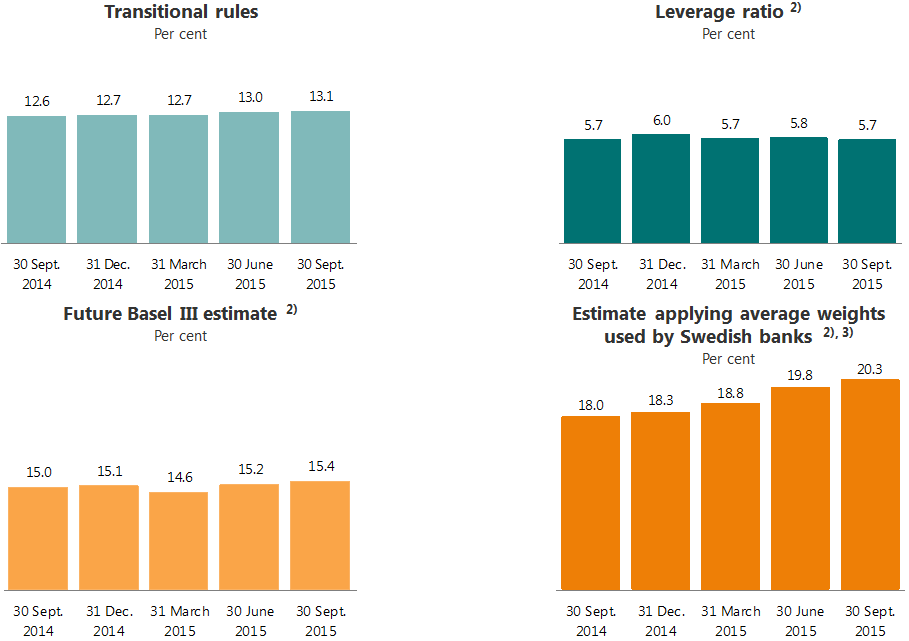 Transitional rules
Per cent
12.6 12.7 12.7 13.0 13.1
30 Sept. 31 Dec. 31 March 30 June 30 Sept.
2014 2014 2015 2015 2015
Leverage ratio 2)
Per cent
5.7 6.0 5.7 5.8 5.7
30 Sept. 31 Dec. 31 March 30 June 30 Sept.
2014 2014 2015 2015 2015
Future Basel III estimate 2)
Per cent
15.0 15.1 14.6 15.2 15.4
30 Sept. 31 Dec. 31 March 30 June 30 Sept.
2014 2014 2015 2015 2015
Estimate applying average weights
used by Swedish banks 2), 3)
Per cent
18.0 18.3 18.8 19.8 20.3
30 Sept. 31 Dec. 31 March 30 June 30 Sept.
2014 2014 2015 2015 2015